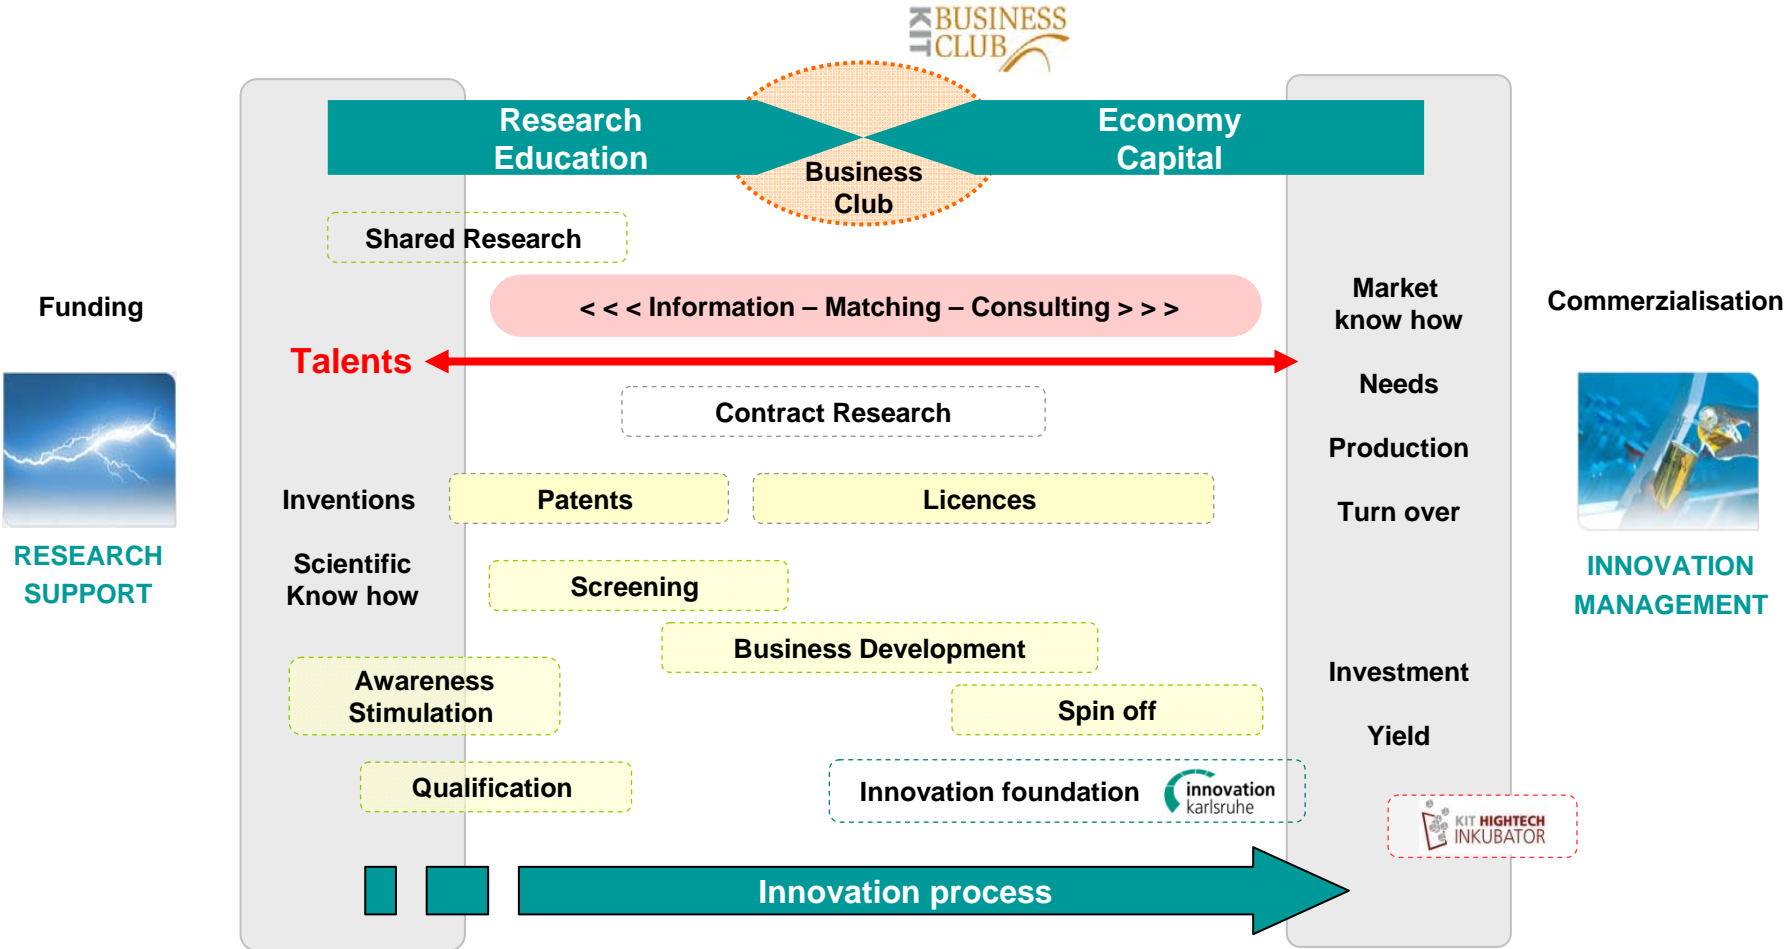 KIT BUSINESS
CLUB
Research
Education
Economy
Capital
Business
Club
Shared Research
Funding
< < < Information – Matching – Consulting > > >
Market
know how
Commerzialisation
Talents
Needs
Contract Research
Production
Inventions
Patents
Licences
Turn over
RESEARCH
SUPPORT
Scientific
Know how
Screening
INNOVATION
MANAGEMENT
Business Development
Awareness
Stimulation
Investment
Spin off
Yield
Qualification
Innovation foundation
innovation
karlsruhe
KIT HIGHTECH
INKUBATOR
Innovation process